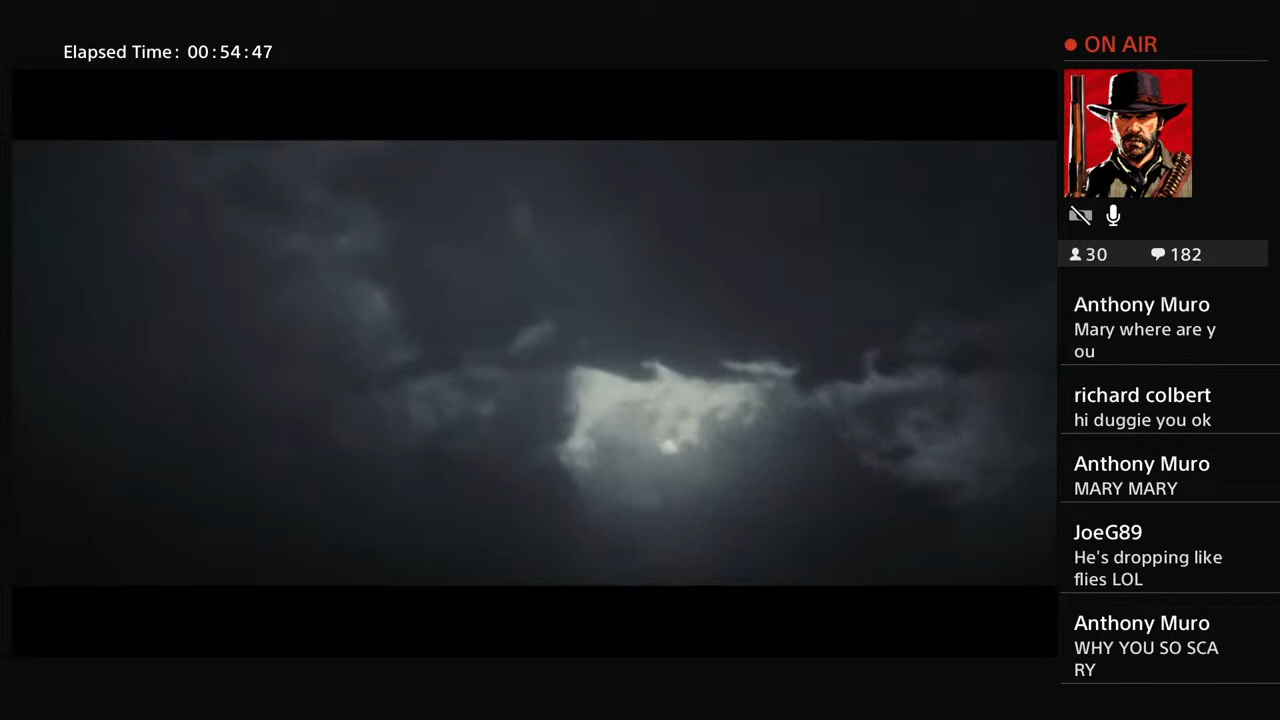 Elapsed Time: 00:54:47
ON AIR
30 182
Anthony Muro
Mary where are y
ou
richard colbert
hi duggie you ok
Anthony Muro
MARY MARY
JoeG89
He's dropping like
flies LOL
Anthony Muro
WHY YOU SO SCA
RY